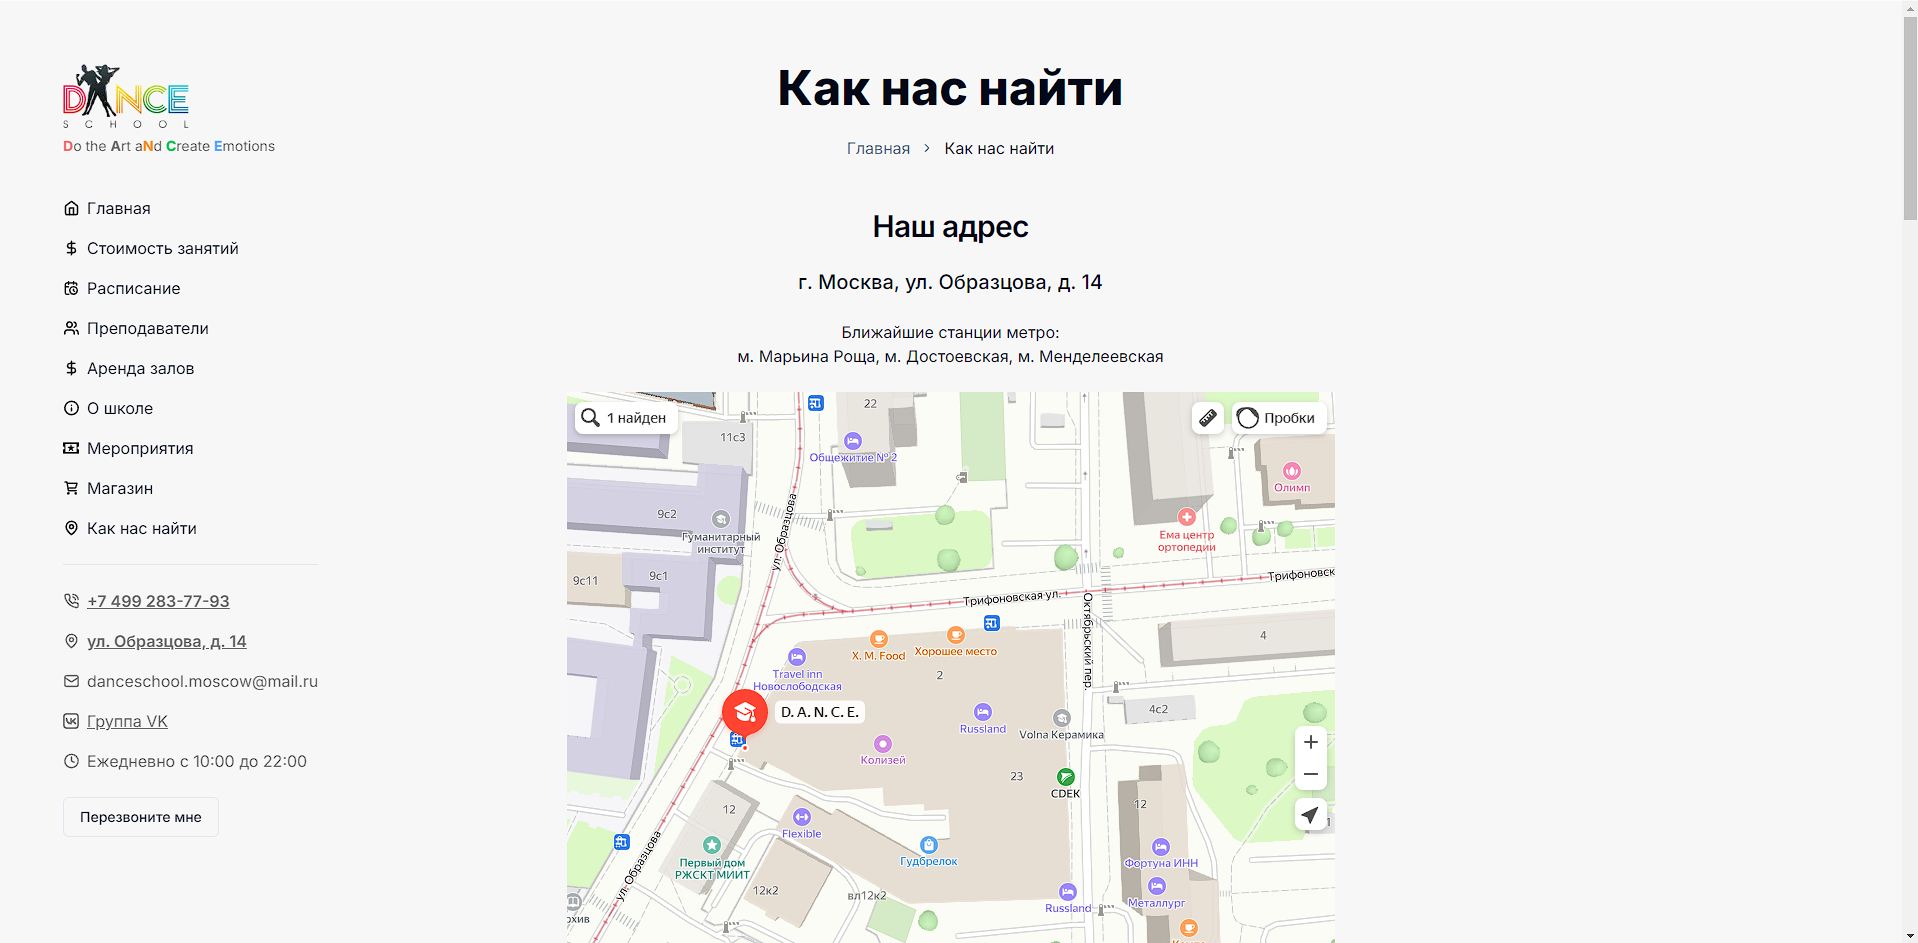 DANCE
SCHOOL
Do the Art aNd Create Emotions
Главная
Стоимость занятий
Расписание
Преподаватели
Аренда залов
О школе
Мероприятия
Магазин
Как нас найти
+7 499 283-77-93
ул. Образцова, д. 14
danceschool.moscow@mail.ru
Группа VK
Ежедневно с 10:00 до 22:00
Перезвоните мне
Как нас найти
Главная > Как нас найти
Наш адрес
г. Москва, ул. Образцова, д. 14
Ближайшие станции метро:
м. Марьина Роща, м. Достоевская, м. Менделеевская
1 найден
Пробки
22
11с3
Общежитие № 2
Олимп
9с2
Гуманитарный
институт
ул. Образцова
Ема центр
ортопедии
9с11
9с1
Трифоновск
Трифоновская ул.
Октябрьский пер.
4
X. M. Food
Хорошее место
Travel inn
Новослободская
2
D. A. N. C. E.
Russland
Volna Керамика
4с2
Колизей
23
CDEK
12
12
Flexible
Гудбрелок
Первый дом
РЖСКТ МИИТ
ул. Образцова
12к2
вл12к2
Фортуна ИНН
Металлург
Russland
1
охив